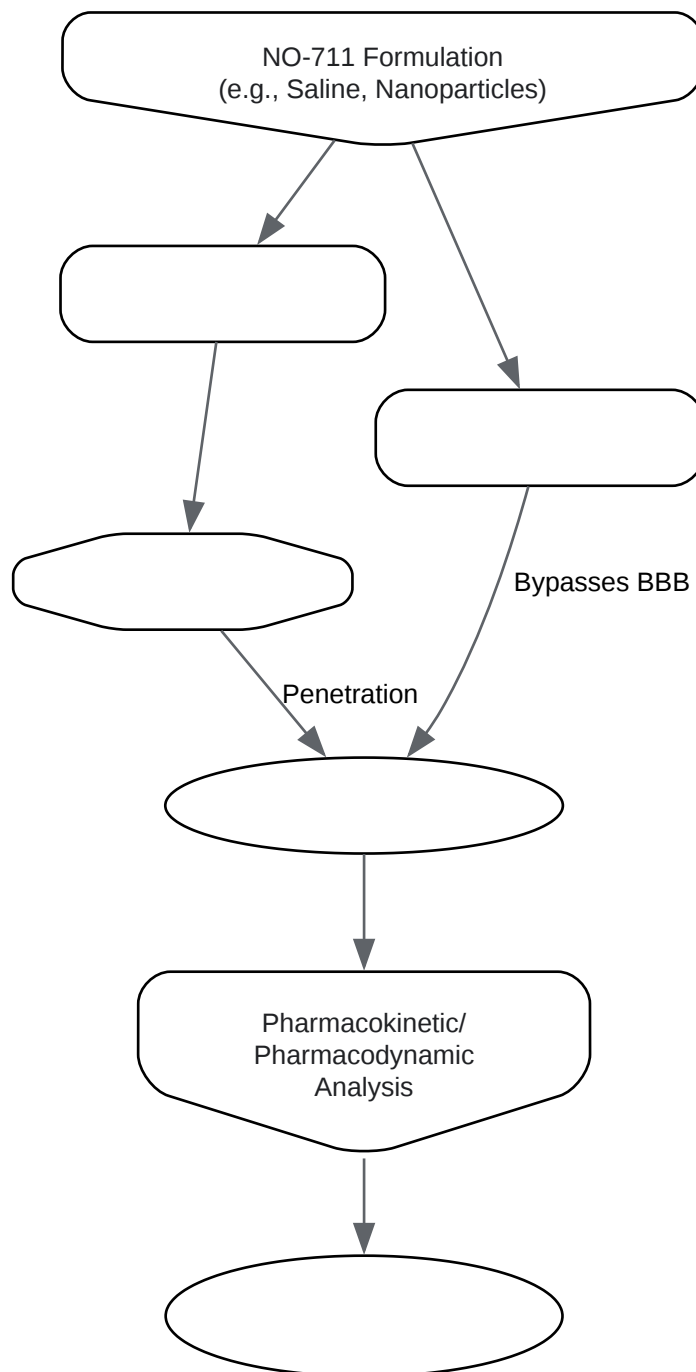 NO-711 Formulation
(e.g., Saline, Nanoparticles)
Bypasses BBB
Penetration
Pharmacokinetic/
Pharmacodynamic
Analysis